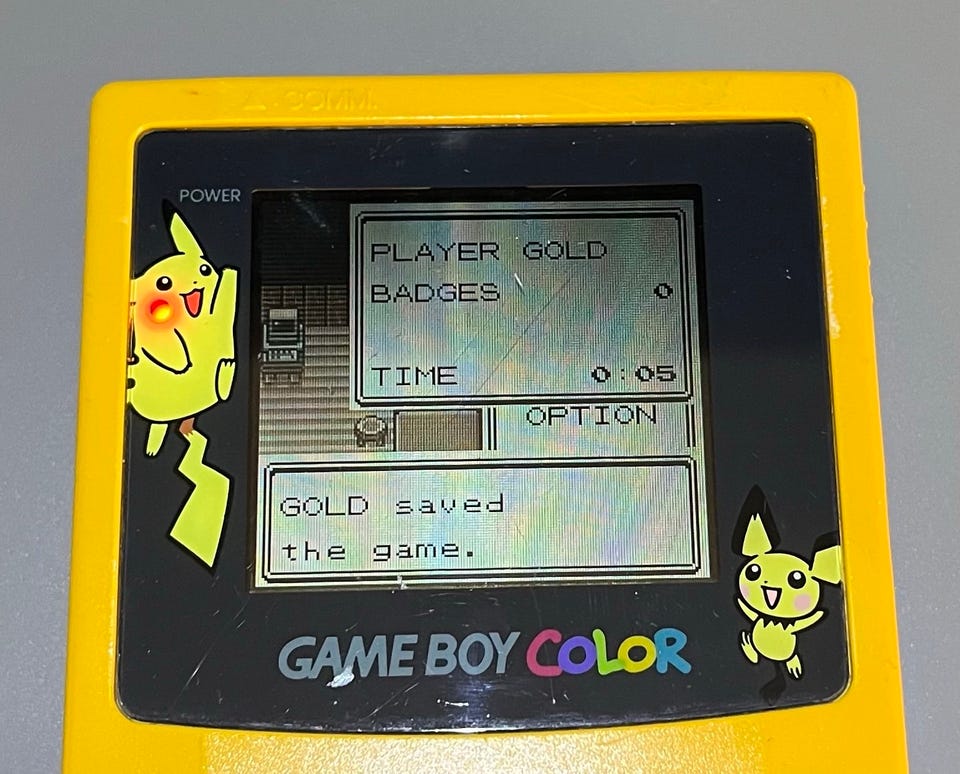 COMM.
POWER
PLAYER GOLD
BADGES 0
TIME 0:05
OPTION
GOLD saved
the game.
GAME BOY COLOR